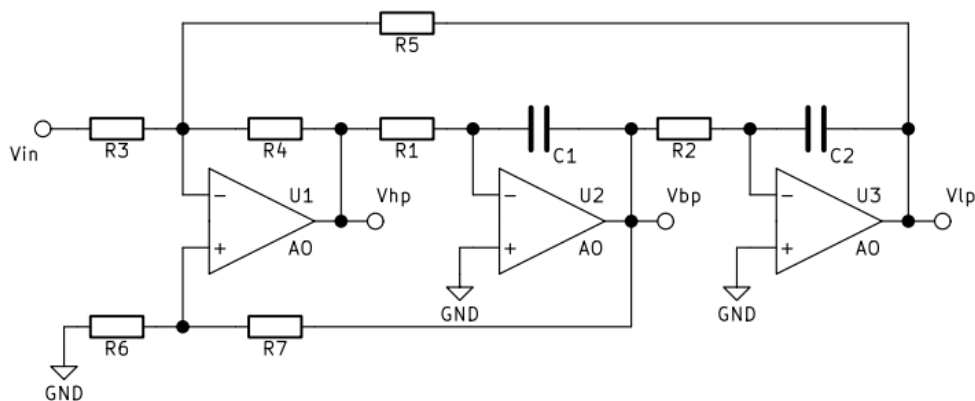 R5
Vin
R3
R4
R1
C1
R2
C2
−
U1
+
AO
Vhp
−
U2
+
AO
Vbp
−
U3
+
AO
Vlp
GND
GND
R6
R7
GND